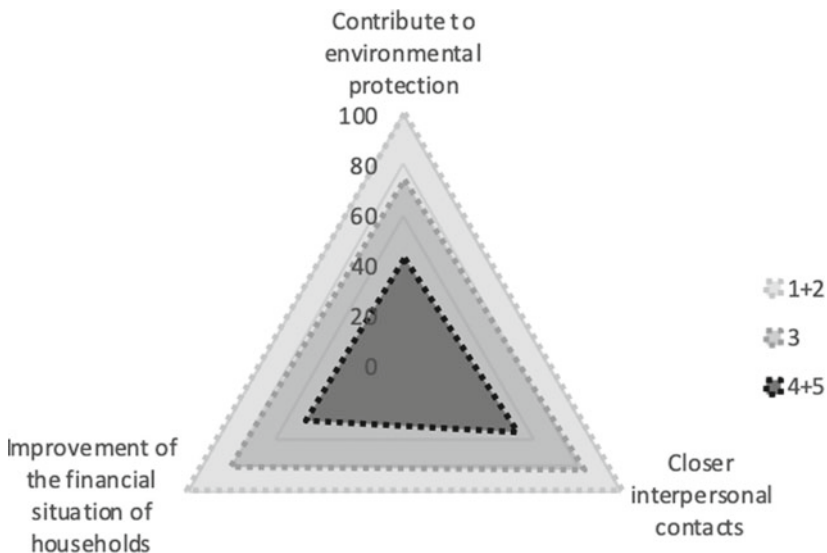 Contribute to
environmental
protection
100
80
60
40
20
0
1+2
3
4+5
Improvement of
the financial
situation of
households
Closer
interpersonal
contacts